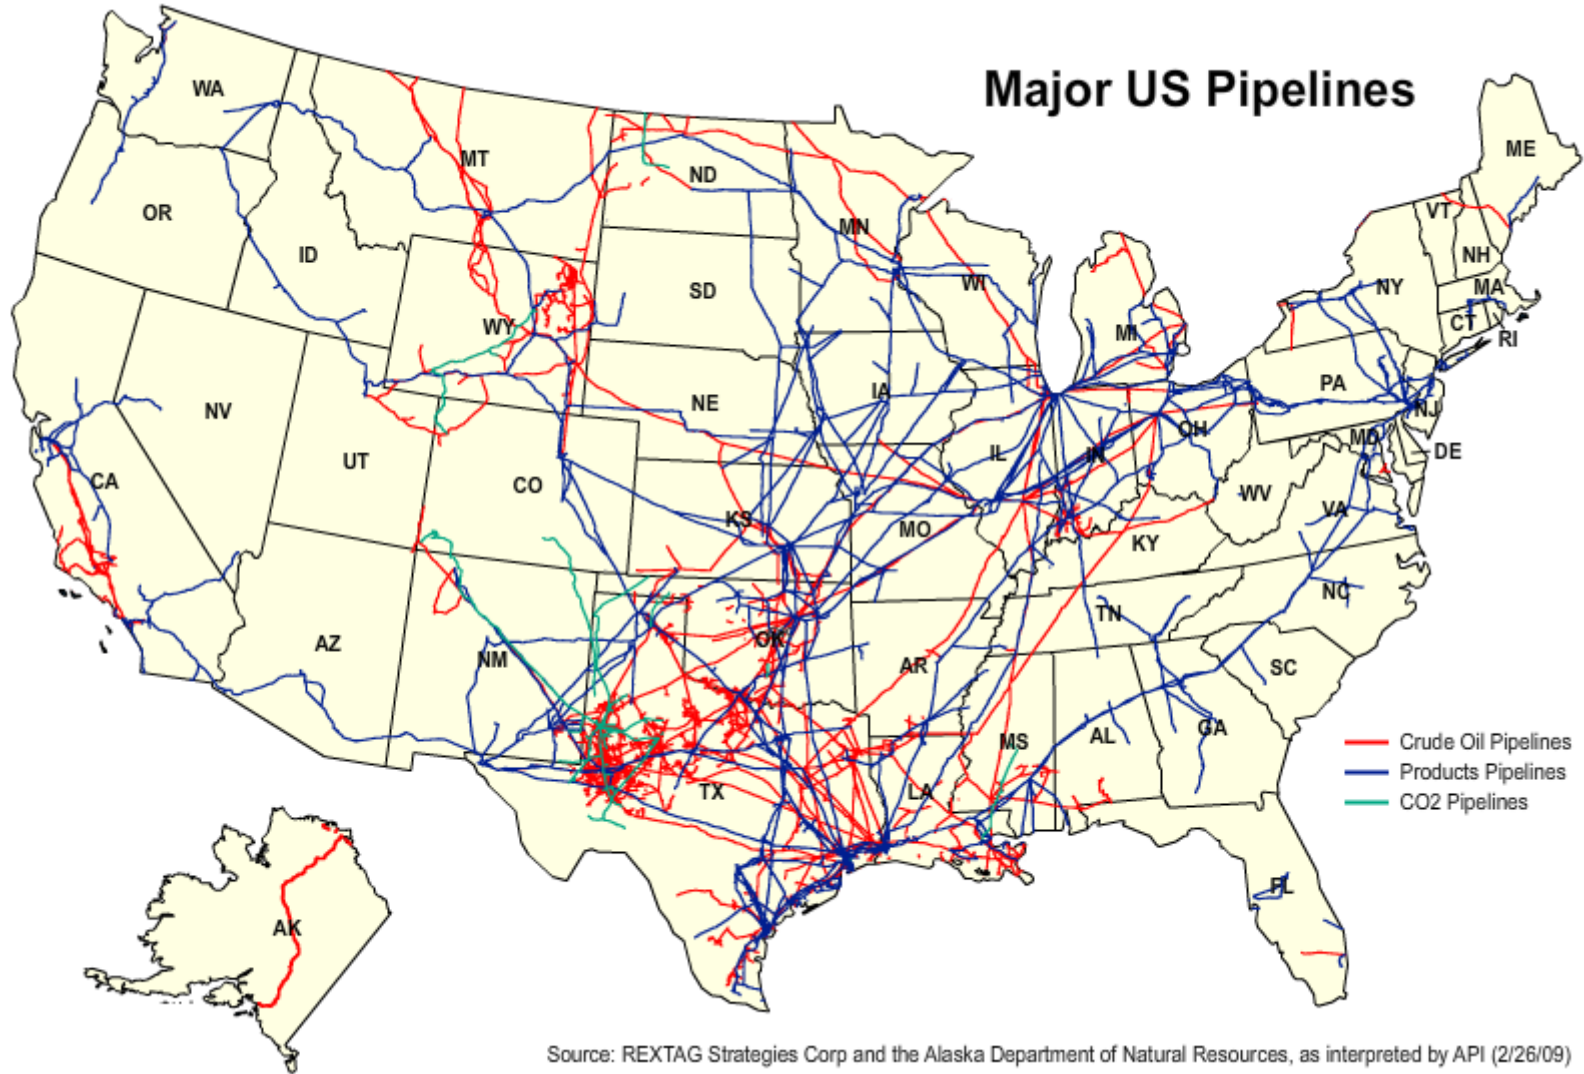 Major US Pipelines
WA
MT
ND
ME
OR
ID
MN
VT
NH
WI
NY
MA
SD
WY
MI
CT
RI
IA
PA
NV
NE
NJ
OH
MD
DE
UT
CO
IL
IN
CA
WV
VA
KS
MO
KY
NC
TN
AZ
NM
OK
AR
SC
GA
MS
AL
TX
LA
FL
AK
Crude Oil Pipelines
Products Pipelines
CO2 Pipelines
Source: REXTAG Strategies Corp and the Alaska Department of Natural Resources, as interpreted by API (2/26/09)